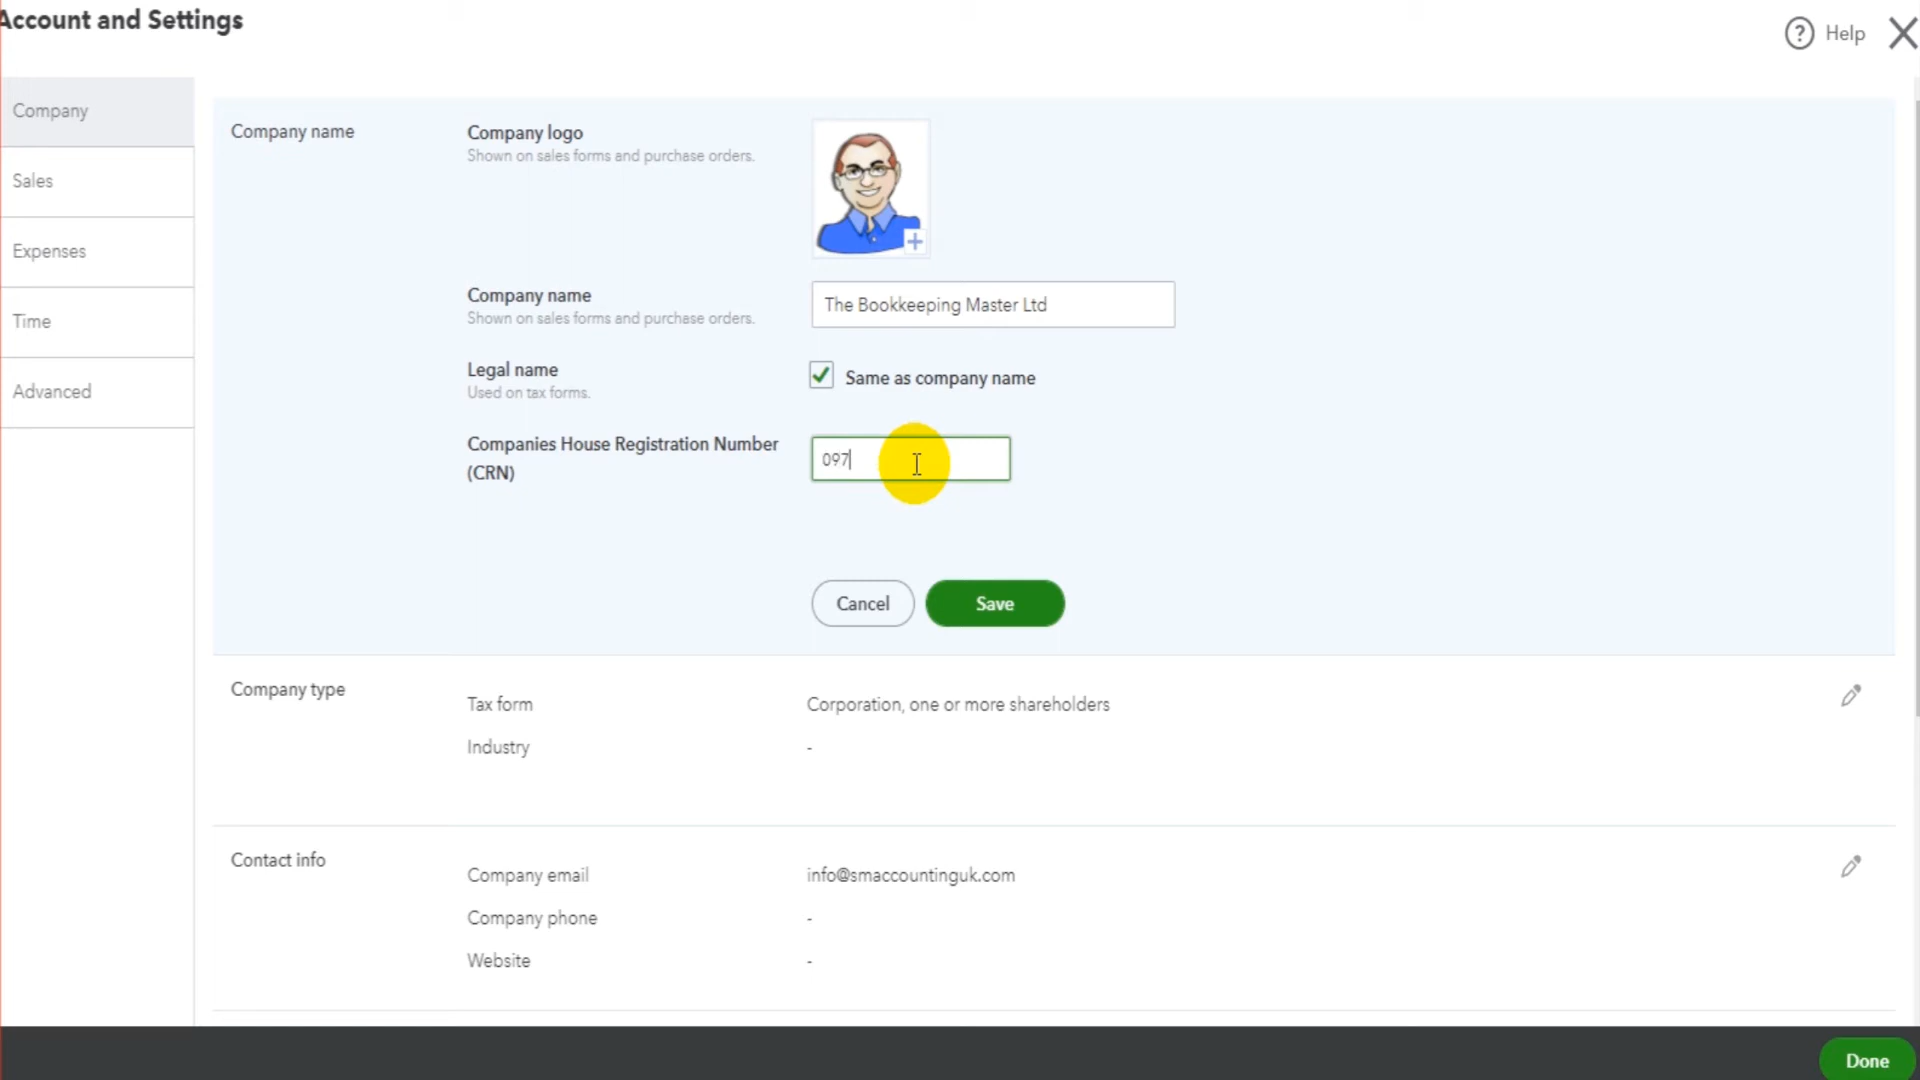 Account and Settings
? Help
Company
Sales
Expenses
Time
Advanced
Company name
Company logo
Shown on sales forms and purchase orders.
Company name
Shown on sales forms and purchase orders.
The Bookkeeping Master Ltd
Legal name
Used on tax forms.
Same as company name
Companies House Registration Number
(CRN)
097
Cancel
Save
Company type
Tax form
Corporation, one or more shareholders
Industry
-
Contact info
Company email
info@smaccountinguk.com
Company phone
-
Website
-
Done